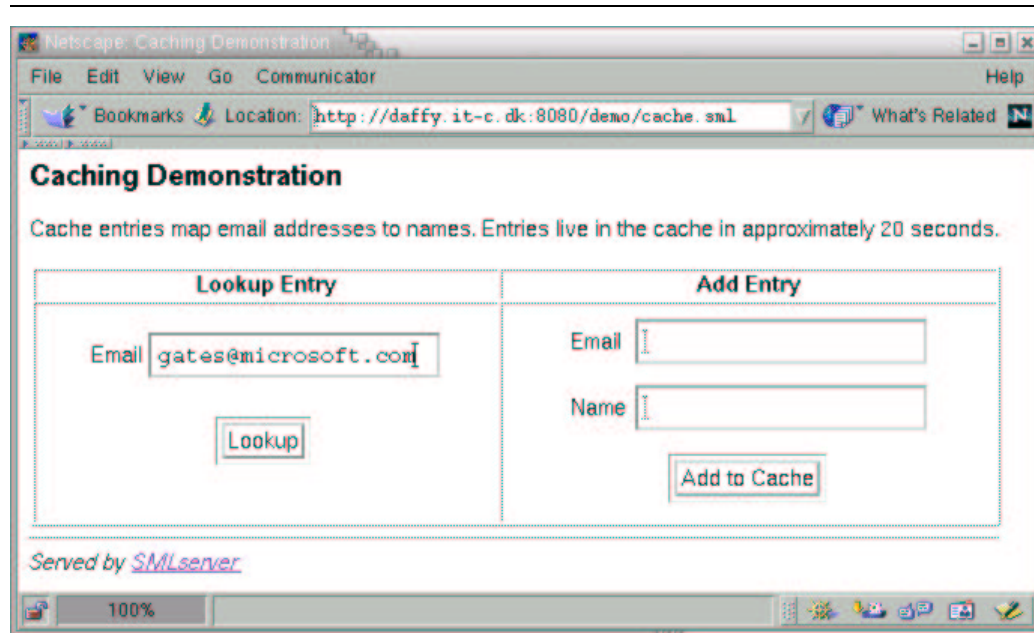 Netscape: Caching Demonstration
File Edit View Go Communicator Help
Bookmarks Location: http://daffy.it-c.dk:8080/demo/cache.sml What's Related N
Caching Demonstration
Cache entries map email addresses to names. Entries live in the cache in approximately 20 seconds.
Lookup Entry Add Entry
Email gates@microsoft.com Email
Name
Lookup
Add to Cache
Served by SMLserver
100%